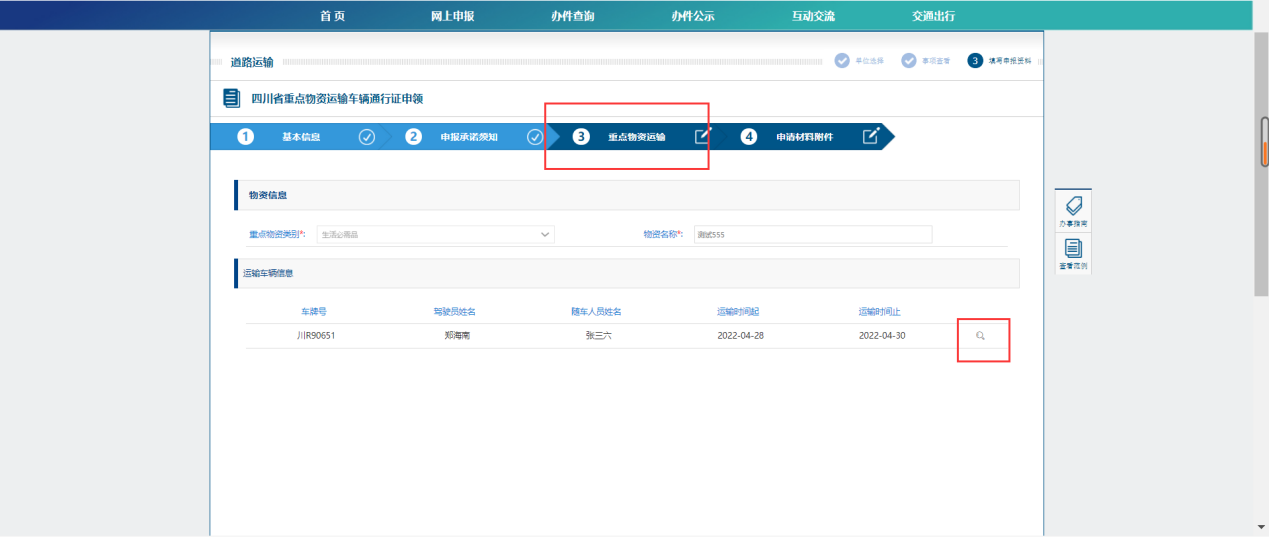 首 页 网上申报 办件查询 办件公示 互动交流 交通出行
道路运输 单位选择 事项查看 3 填写申报资料
四川省重点物资运输车辆通行证申领
1 基本信息 2 申报承诺须知 3 重点物资运输 4 申请材料附件
物资信息
重点物资类别*: 生活必需品 物资名称*: 测试555
办事指南
运输车辆信息
查看范例
车牌号 驾驶员姓名 随车人员姓名 运输时间起 运输时间止
川R90651 郑海南 张三六 2022-04-28 2022-04-30